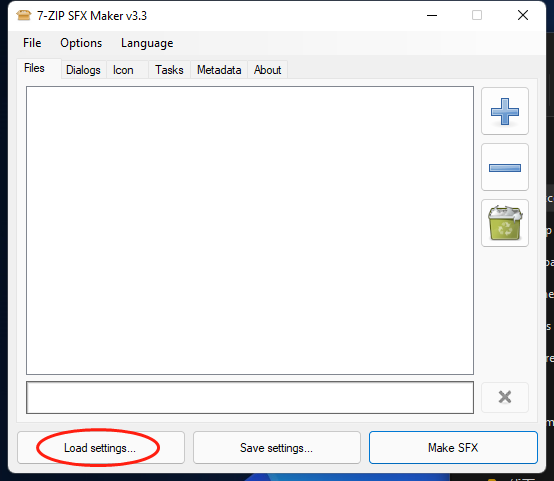 7-ZIP SFX Maker v3.3
File Options Language
Files Dialogs Icon Tasks Metadata About
Load settings... Save settings... Make SFX